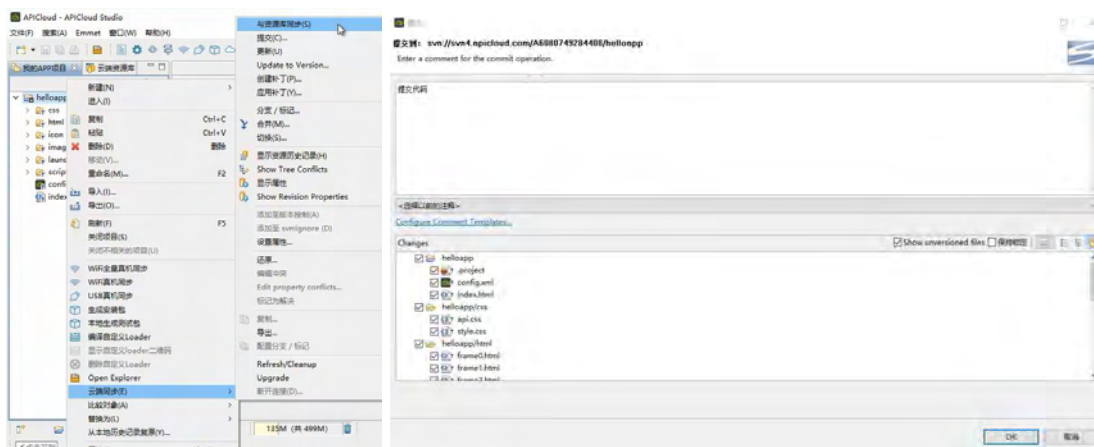 APICloud - APICloud Studio
文件(F) 搜索(A) Emmet 窗口(W) 帮助(H)
我的APP项目
云端资源库
helloapp
css
html
icon
imag
launc
script
confi
index
新建(N)
进入(I)
复制 Ctrl+C
粘贴 Ctrl+V
删除(D) 删除
移动(V)...
重命名(M)... F2
导入(I)...
导出(O)...
刷新(F) F5
关闭项目(S)
关闭不相关的项目(U)
WiFi全量真机同步
WiFi真机同步
USB真机同步
生成安装包
本地生成测试包
编译自定义Loader
显示自定义loader二维码
删除自定义Loader
Open Explorer
云端同步(E)
比较对象(A)
替换为(L)
从本地历史记录复原(Y)...
与资源库同步(S)
提交(C)...
更新(U)
Update to Version...
创建补丁(P)...
应用补丁(Y)...
分支 / 标记...
合并(M)...
切换(S)...
显示资源历史记录(H)
Show Tree Conflicts
显示属性
Show Revision Properties
添加至版本控制(A)
添加至 svn:ignore (D)
设置属性...
还原...
编辑冲突
Edit property conflicts...
标记为解决
复制...
导出...
配置分支 / 标记
Refresh/Cleanup
Upgrade
断开连接(D)...
135M (共 499M)
提交到: svn://svn4.apicloud.com/A6080749284408/helloapp
Enter a comment for the commit operation.
提交代码
<选择以前的注释>
Configure Comment Templates...
Changes
Show unversioned files
保持锁定
helloapp
.project
config.xml
index.html
helloapp/css
api.css
style.css
helloapp/html
frame0.html
frame1.html
frame2.html
OK
取消